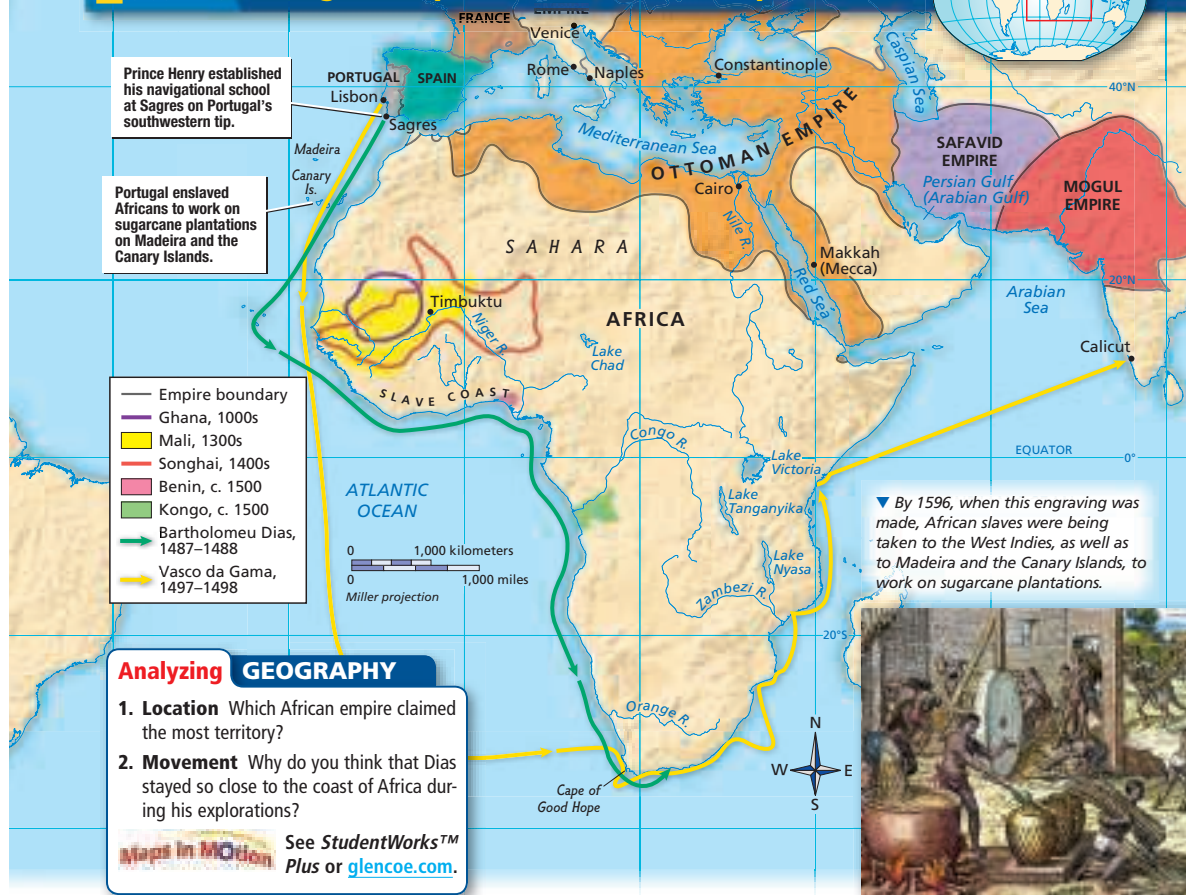 FRANCE
EMPIRE
Venice
Rome
Naples
Constantinople
Caspian Sea
40°N
Prince Henry established
his navigational school
at Sagres on Portugal's
southwestern tip.
PORTUGAL
SPAIN
Lisbon
Sagres
Mediterranean Sea
OTTOMAN EMPIRE
SAFAVID
EMPIRE
Persian Gulf
(Arabian Gulf)
MOGUL
EMPIRE
Madeira
Canary
Is.
Cairo
Nile R.
Portugal enslaved
Africans to work on
sugarcane plantations
on Madeira and the
Canary Islands.
SAHARA
Makkah
(Mecca)
Red Sea
20°N
Arabian
Sea
Timbuktu
Niger R.
AFRICA
Lake
Chad
Calicut
SLAVE COAST
Empire boundary
Ghana, 1000s
Mali, 1300s
Songhai, 1400s
Benin, c. 1500
Kongo, c. 1500
Bartholomeu Dias,
1487–1488
Vasco da Gama,
1497–1498
Congo R.
Lake
Victoria
EQUATOR
0°
ATLANTIC
OCEAN
Lake
Tanganyika
0 1,000 kilometers
0 1,000 miles
Miller projection
Lake
Nyasa
Zambezi R.
▼ By 1596, when this engraving was
made, African slaves were being
taken to the West Indies, as well as
to Madeira and the Canary Islands, to
work on sugarcane plantations.
20°S
Orange R.
Cape of
Good Hope
N
W E
S
Analyzing GEOGRAPHY
1. Location Which African empire claimed
the most territory?
2. Movement Why do you think that Dias
stayed so close to the coast of Africa dur-
ing his explorations?
Maps in MOtion
See StudentWorks™
Plus or glencoe.com.